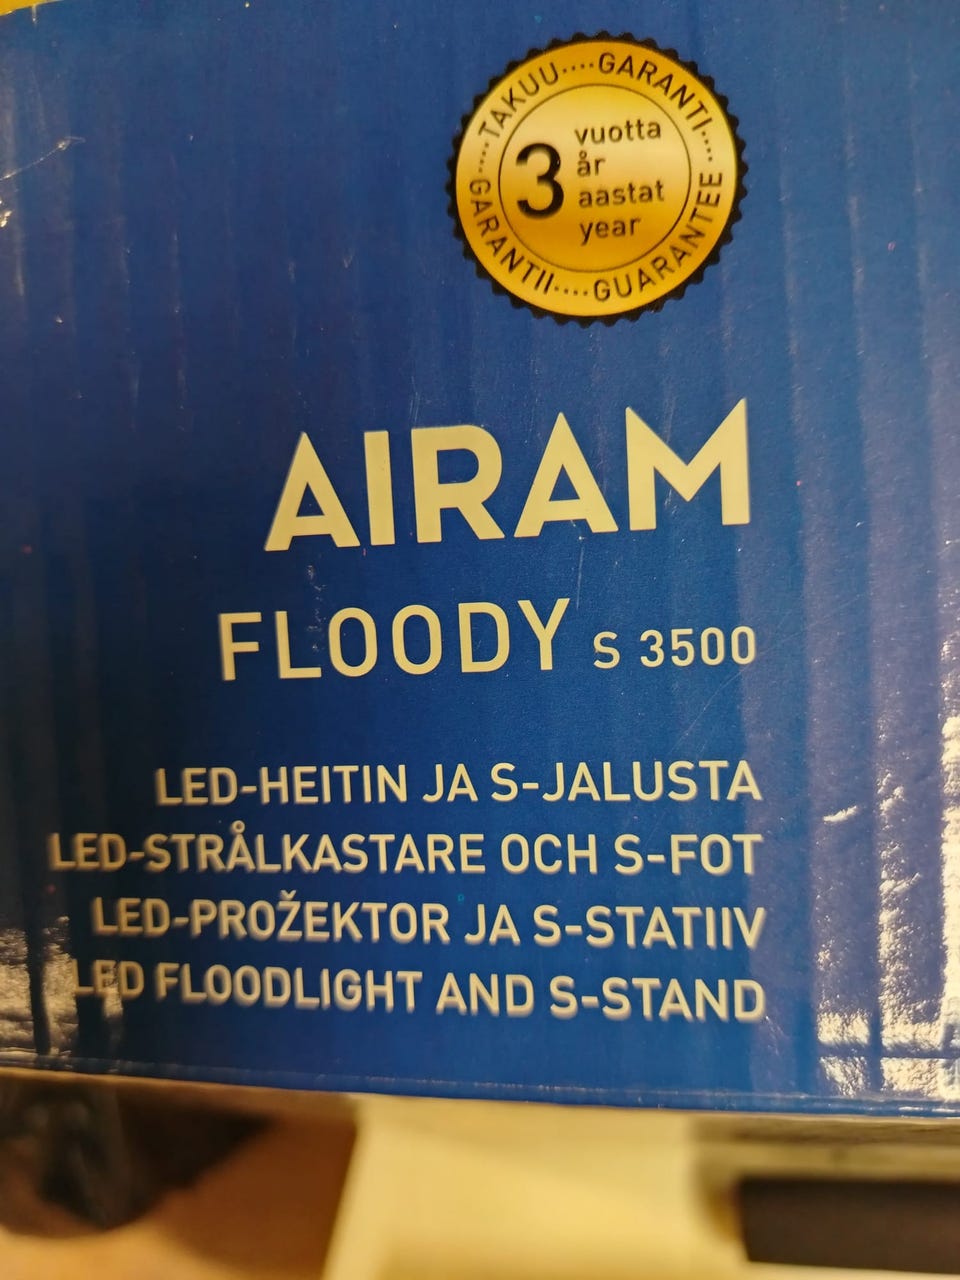 TAKUU····GARANTI····
GUARANTEE
GARANTII····
3
vuotta
år
aastat
year
AIRAM
FLOODY S 3500
LED-HEITIN JA S-JALUSTA
LED-STRÅLKASTARE OCH S-FOT
LED-PROŽEKTOR JA S-STATIIV
LED FLOODLIGHT AND S-STAND